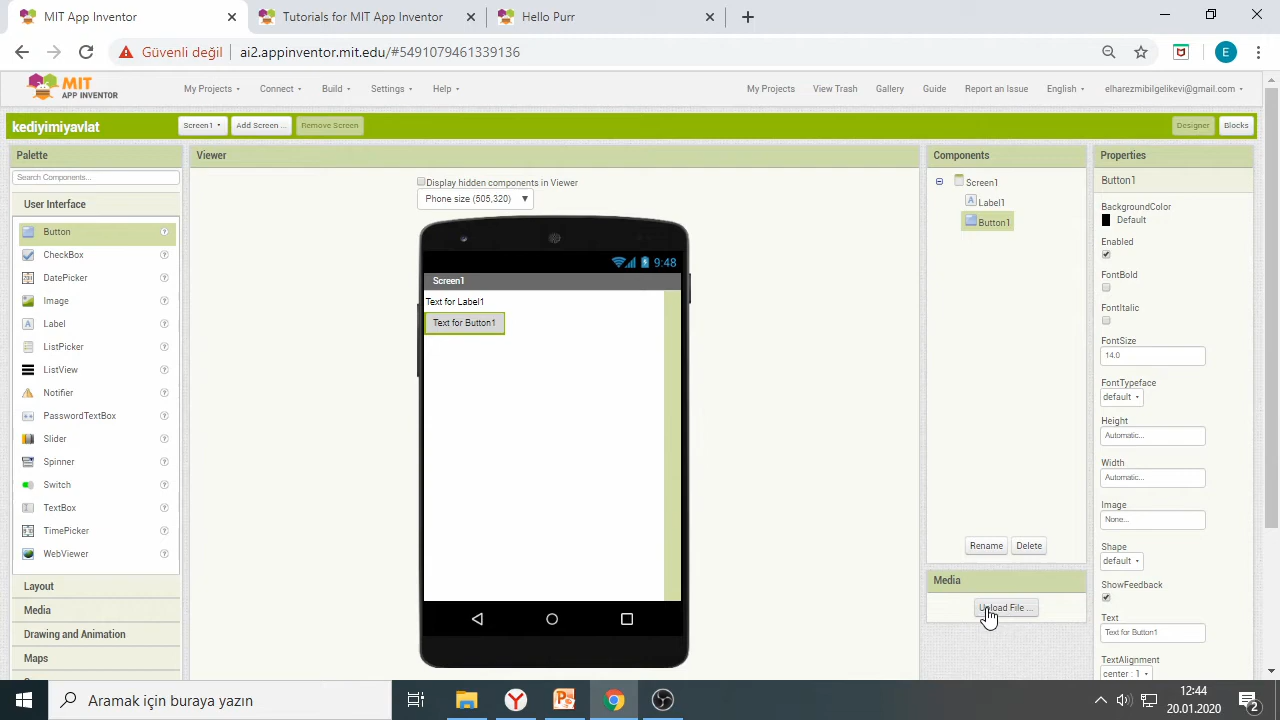 MIT App Inventor
Tutorials for MIT App Inventor
Hello Purr
Güvenli değil
ai2.appinventor.mit.edu/#5491079461339136
E
MIT
APP INVENTOR
My Projects
Connect
Build
Settings
Help
My Projects
View Trash
Gallery
Guide
Report an Issue
English
elharezmibilgelikevi@gmail.com
kediyimiyavlat
Screen1
Add Screen ...
Remove Screen
Designer
Blocks
Palette
Search Components...
User Interface
Button
CheckBox
DatePicker
Image
Label
ListPicker
ListView
Notifier
PasswordTextBox
Slider
Spinner
Switch
TextBox
TimePicker
WebViewer
Layout
Media
Drawing and Animation
Maps
Viewer
Display hidden components in Viewer
Phone size (505,320)
9:48
Screen1
Text for Label1
Text for Button1
Components
Screen1
Label1
Button1
Rename
Delete
Media
Upload File ...
Properties
Button1
BackgroundColor
Default
Enabled
FontBold
FontItalic
FontSize
14.0
FontTypeface
default
Height
Automatic...
Width
Automatic...
Image
None...
Shape
default
ShowFeedback
Text
Text for Button1
TextAlignment
center : 1
Aramak için buraya yazın
12:44
20.01.2020
2